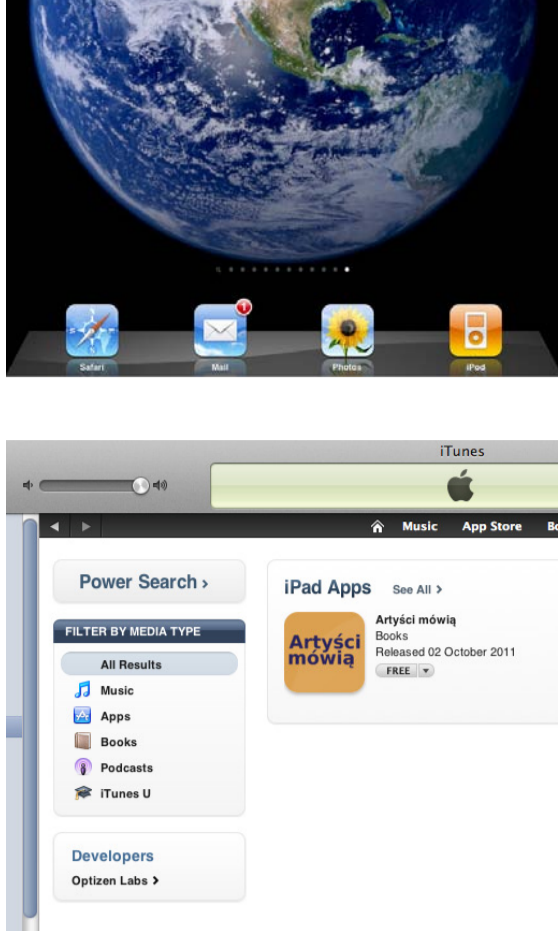 1
Safari Mail Photos iPod
iTunes
Music App Store
Power Search ›
iPad Apps See All ›
Artyści mówią
Artyści
mówią
Books
Released 02 October 2011
FREE
FILTER BY MEDIA TYPE
All Results
Music
Apps
Books
Podcasts
iTunes U
Developers
Optizen Labs ›